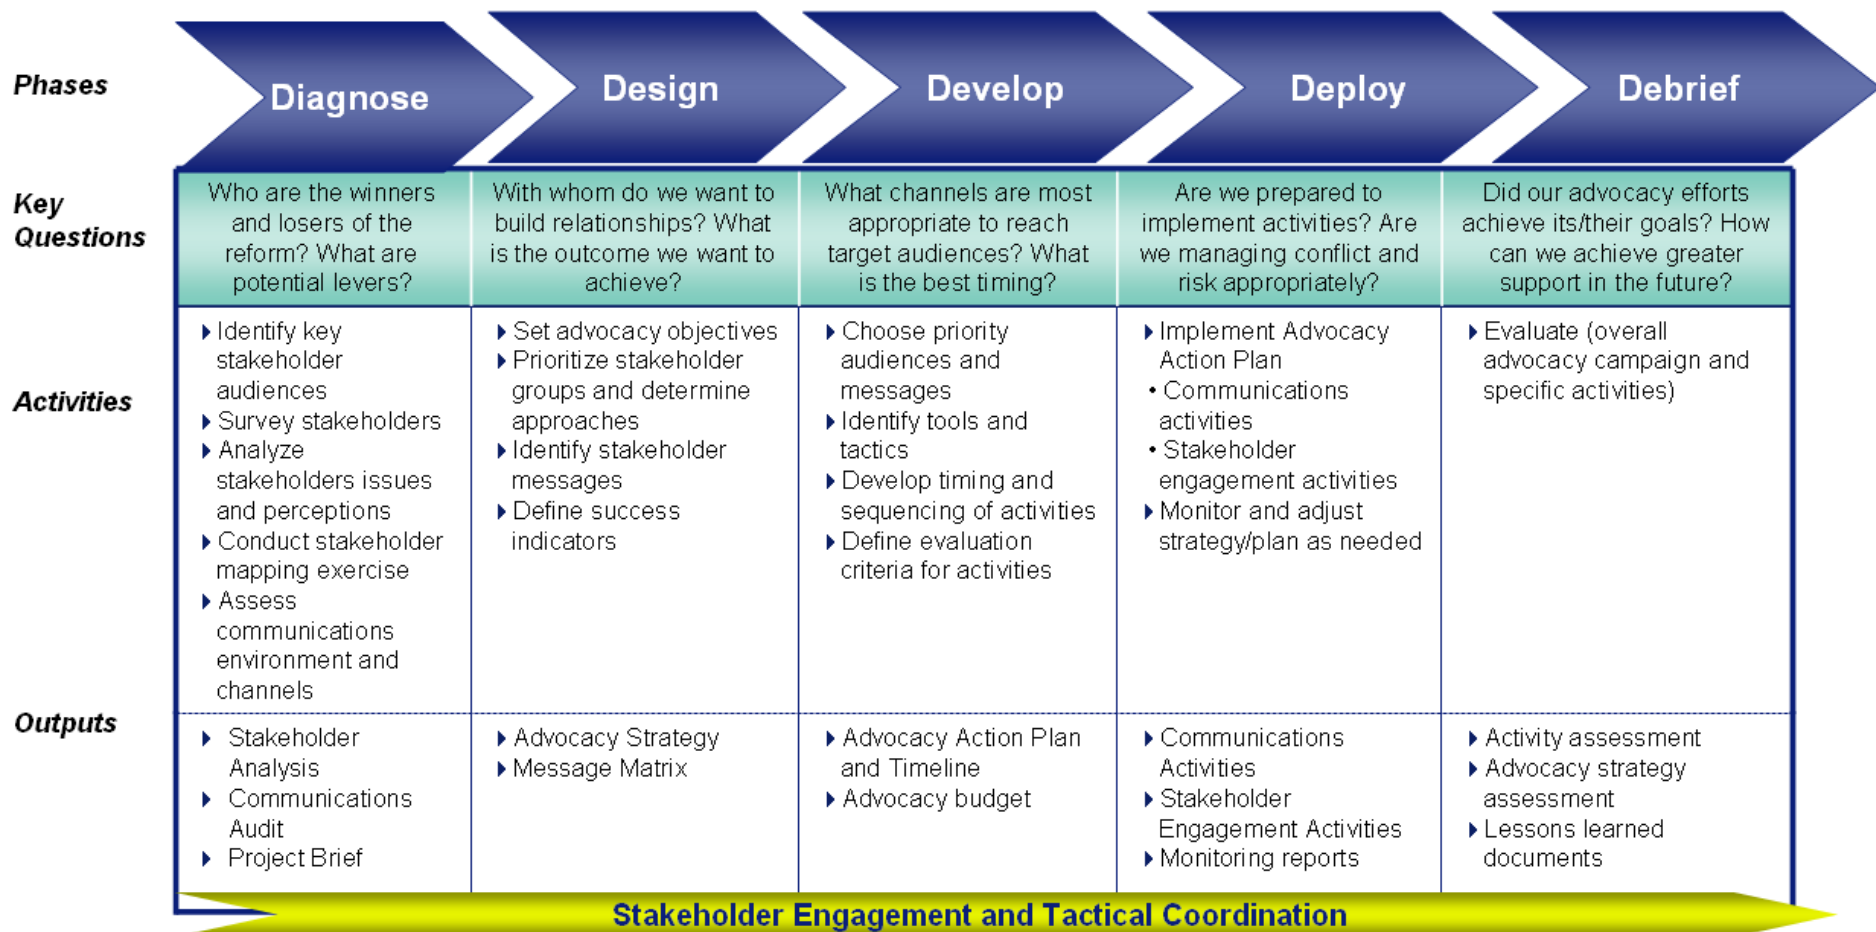 Phases
Diagnose
Design
Develop
Deploy
Debrief
Key
Questions
Who are the winners
and losers of the
reform? What are
potential levers?
With whom do we want to
build relationships? What
is the outcome we want to
achieve?
What channels are most
appropriate to reach
target audiences? What
is the best timing?
Are we prepared to
implement activities? Are
we managing conflict and
risk appropriately?
Did our advocacy efforts
achieve its/their goals? How
can we achieve greater
support in the future?
Activities
Identify key
stakeholder
audiences
Survey stakeholders
Analyze
stakeholders issues
and perceptions
Conduct stakeholder
mapping exercise
Assess
communications
environment and
channels
Set advocacy objectives
Prioritize stakeholder
groups and determine
approaches
Identify stakeholder
messages
Define success
indicators
Choose priority
audiences and
messages
Identify tools and
tactics
Develop timing and
sequencing of activities
Define evaluation
criteria for activities
Implement Advocacy
Action Plan
• Communications
activities
• Stakeholder
engagement activities
Monitor and adjust
strategy/plan as needed
Evaluate (overall
advocacy campaign and
specific activities)
Outputs
Stakeholder
Analysis
Communications
Audit
Project Brief
Advocacy Strategy
Message Matrix
Advocacy Action Plan
and Timeline
Advocacy budget
Communications
Activities
Stakeholder
Engagement Activities
Monitoring reports
Activity assessment
Advocacy strategy
assessment
Lessons learned
documents
Stakeholder Engagement and Tactical Coordination